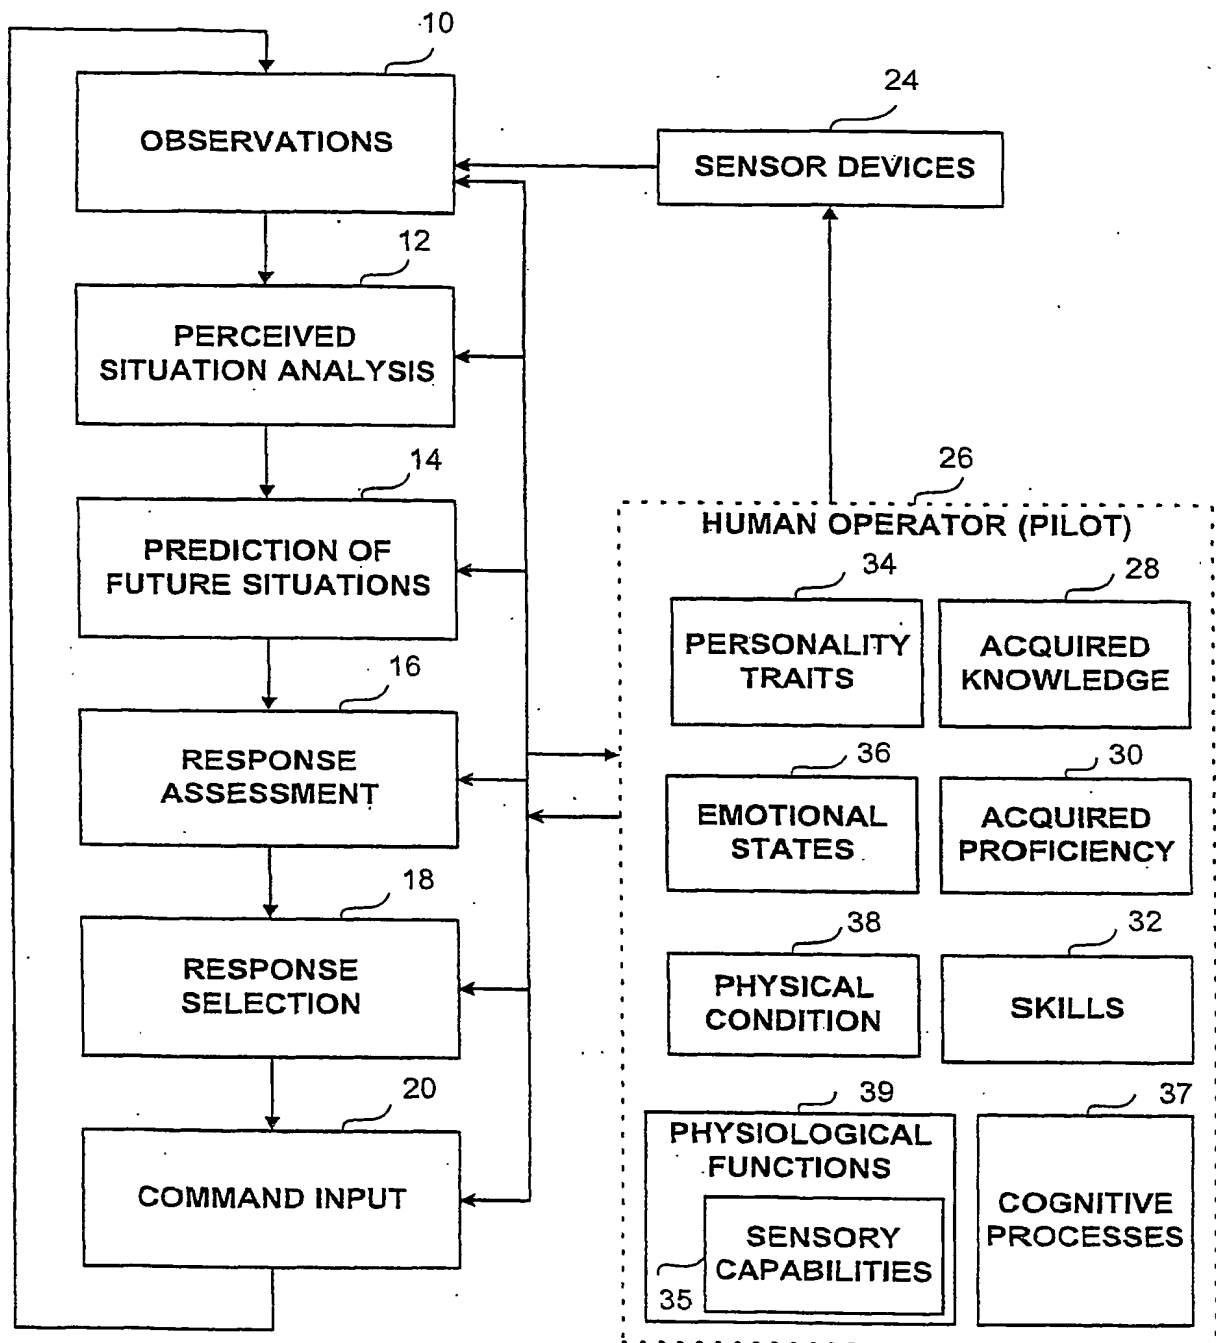 10
OBSERVATIONS
24
SENSOR DEVICES
12
PERCEIVED
SITUATION ANALYSIS
14
PREDICTION OF
FUTURE SITUATIONS
16
RESPONSE
ASSESSMENT
18
RESPONSE
SELECTION
20
COMMAND INPUT
26
HUMAN OPERATOR (PILOT)
34
PERSONALITY
TRAITS
28
ACQUIRED
KNOWLEDGE
36
EMOTIONAL
STATES
30
ACQUIRED
PROFICIENCY
38
PHYSICAL
CONDITION
32
SKILLS
39
PHYSIOLOGICAL
FUNCTIONS
SENSORY
CAPABILITIES
35
37
COGNITIVE
PROCESSES